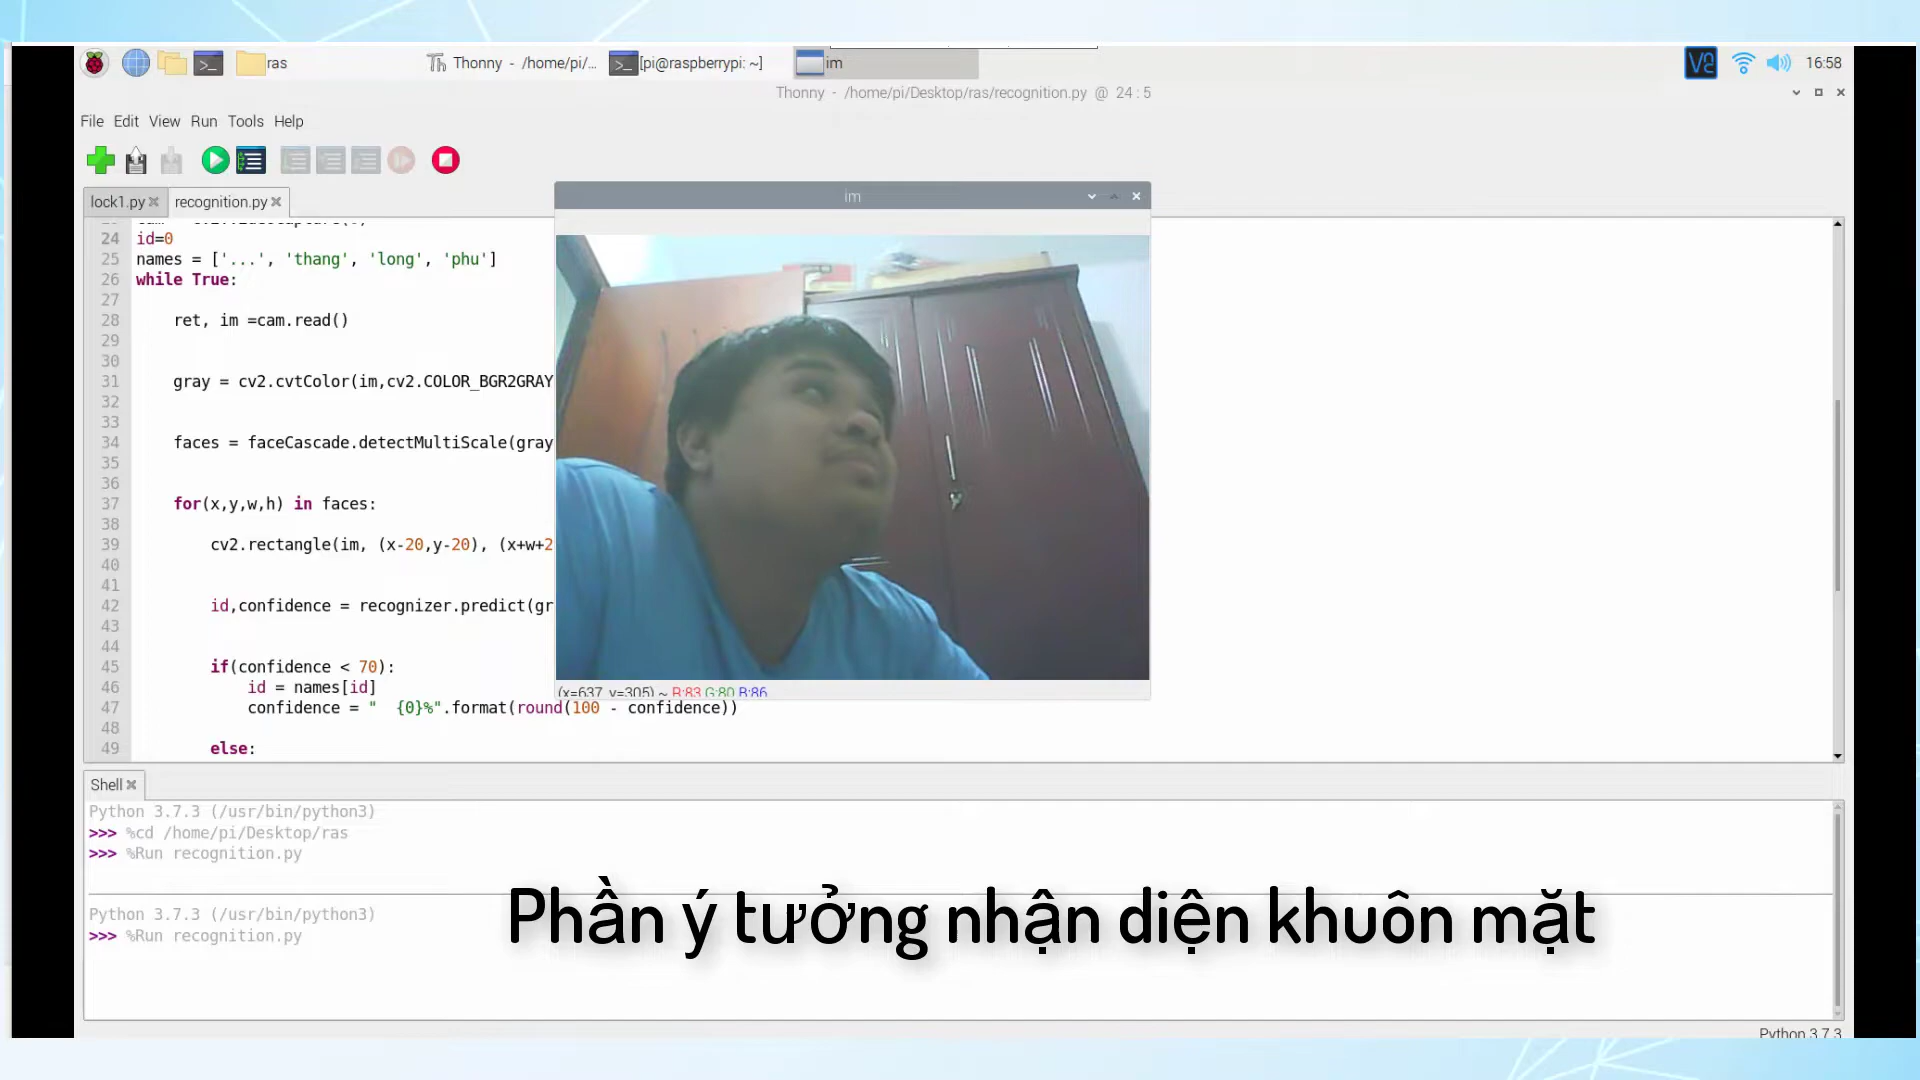 ras
Thonny - /home/pi/...
[pi@raspberrypi: ~]
im
16:58
Thonny - /home/pi/Desktop/ras/recognition.py @ 24 : 5
File Edit View Run Tools Help
lock1.py
recognition.py
im
24 id=0
25 names = ['...', 'thang', 'long', 'phu']
26 while True:
27
28 ret, im =cam.read()
29
30
31 gray = cv2.cvtColor(im,cv2.COLOR_BGR2GRAY
32
33
34 faces = faceCascade.detectMultiScale(gray
35
36
37 for(x,y,w,h) in faces:
38
39 cv2.rectangle(im, (x-20,y-20), (x+w+2
40
41
42 id,confidence = recognizer.predict(gr
43
44
45 if(confidence < 70):
46 id = names[id]
47 confidence = " {0}%".format(round(100 - confidence))
48
49 else:
(x=637, y=305) ~ R:83 G:80 B:86
Shell
Python 3.7.3 (/usr/bin/python3)
>>> %cd /home/pi/Desktop/ras
>>> %Run recognition.py
Python 3.7.3 (/usr/bin/python3)
>>> %Run recognition.py
Phần ý tưởng nhận diện khuôn mặt
Python 3.7.3